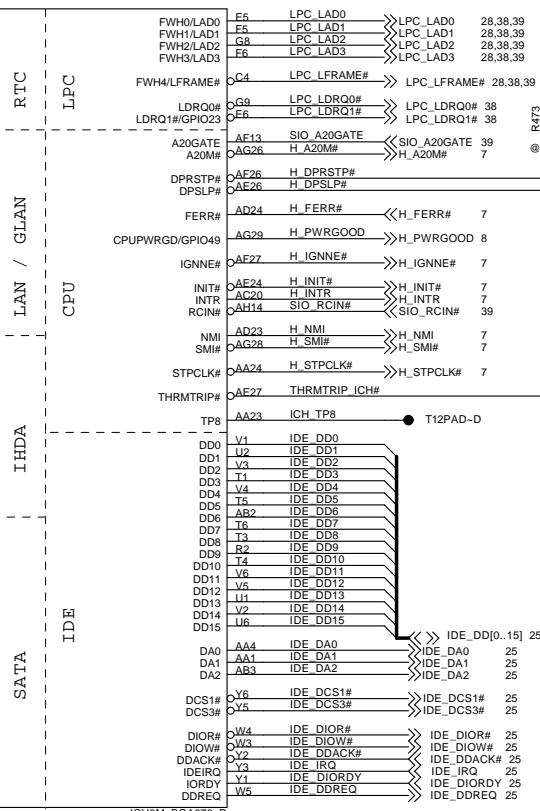 RTC
LPC
LAN / GLAN
CPU
IHDA
SATA
IDE
FWH0/LAD0 E5 LPC_LAD0 LPC_LAD0 28,38,39
FWH1/LAD1 F5 LPC_LAD1 LPC_LAD1 28,38,39
FWH2/LAD2 G8 LPC_LAD2 LPC_LAD2 28,38,39
FWH3/LAD3 F6 LPC_LAD3 LPC_LAD3 28,38,39
FWH4/LFRAME# C4 LPC_LFRAME# LPC_LFRAME# 28,38,39
LDRQ0# G9 LPC_LDRQ0# LPC_LDRQ0# 38
LDRQ1#/GPIO23 E6 LPC_LDRQ1# LPC_LDRQ1# 38
@ R473
A20GATE AF13 SIO_A20GATE SIO_A20GATE 39
A20M# AG26 H_A20M# H_A20M# 7
DPRSTP# AF26 H_DPRSTP#
DPSLP# AE26 H_DPSLP#
FERR# AD24 H_FERR# H_FERR# 7
CPUPWRGD/GPIO49 AG29 H_PWRGOOD H_PWRGOOD 8
IGNNE# AF27 H_IGNNE# H_IGNNE# 7
INIT# AE24 H_INIT# H_INIT# 7
INTR AC20 H_INTR H_INTR 7
RCIN# AH14 SIO_RCIN# SIO_RCIN# 39
NMI AD23 H_NMI H_NMI 7
SMI# AG28 H_SMI# H_SMI# 7
STPCLK# AA24 H_STPCLK# H_STPCLK# 7
THRMTRIP# AE27 THRMTRIP_ICH#
TP8 AA23 ICH_TP8 T12PAD~D
DD0 V1 IDE_DD0
DD1 U2 IDE_DD1
DD2 V3 IDE_DD2
DD3 T1 IDE_DD3
DD4 V4 IDE_DD4
DD5 T5 IDE_DD5
DD6 AB2 IDE_DD6
DD7 T6 IDE_DD7
DD8 T3 IDE_DD8
DD9 R2 IDE_DD9
DD10 T4 IDE_DD10
DD11 V6 IDE_DD11
DD12 V5 IDE_DD12
DD13 U1 IDE_DD13
DD14 V2 IDE_DD14
DD15 U6 IDE_DD15
IDE_DD[0..15] 25
DA0 AA4 IDE_DA0 IDE_DA0 25
DA1 AA1 IDE_DA1 IDE_DA1 25
DA2 AB3 IDE_DA2 IDE_DA2 25
DCS1# Y6 IDE_DCS1# IDE_DCS1# 25
DCS3# Y5 IDE_DCS3# IDE_DCS3# 25
DIOR# W4 IDE_DIOR# IDE_DIOR# 25
DIOW# W3 IDE_DIOW# IDE_DIOW# 25
DDACK# Y2 IDE_DDACK# IDE_DDACK# 25
IDEIRQ Y3 IDE_IRQ IDE_IRQ 25
IORDY Y1 IDE_DIORDY IDE_DIORDY 25
DDREQ W5 IDE_DDREQ IDE_DDREQ 25